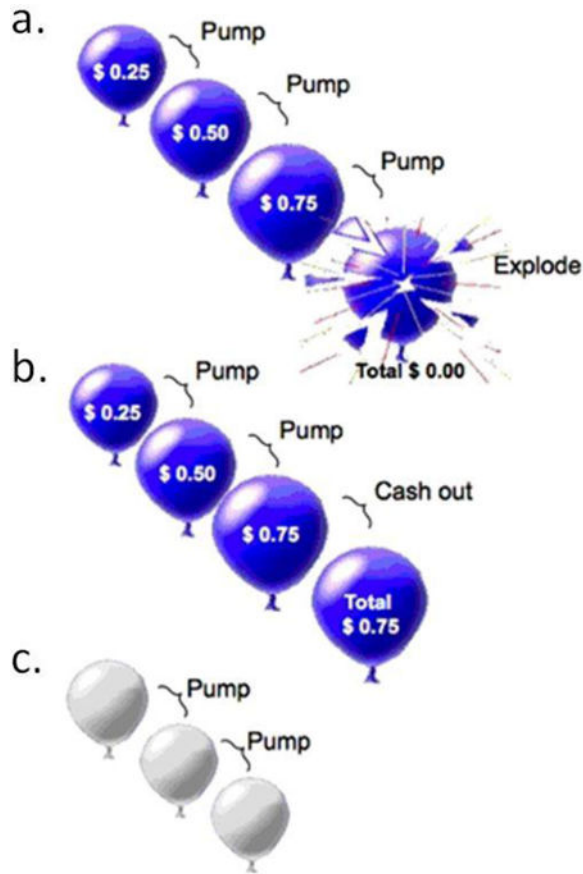 a.
Pump
$ 0.25
Pump
$ 0.50
Pump
$ 0.75
Explode
Total $ 0.00
b.
Pump
$ 0.25
Pump
$ 0.50
Cash out
$ 0.75
Total
$ 0.75
c.
Pump
Pump